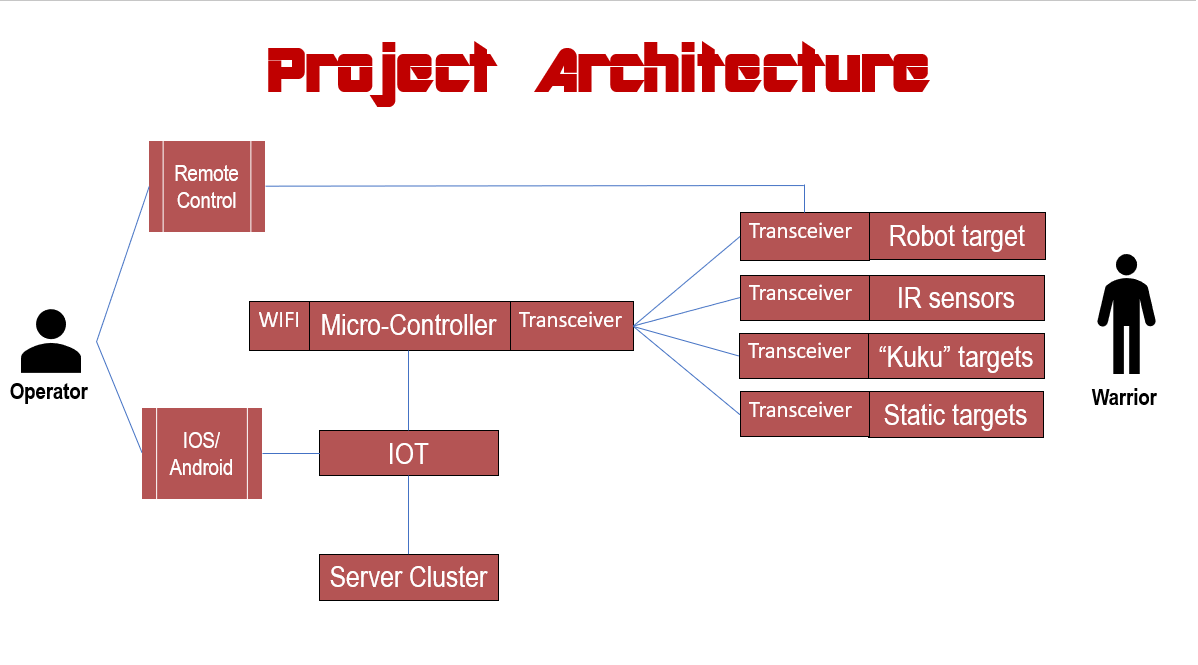 Project Architecture
Remote
Control
Transceiver
Robot target
Transceiver
IR sensors
WIFI
Micro-Controller
Transceiver
Transceiver
“Kuku” targets
Operator
Warrior
Transceiver
Static targets
IOS/
Android
IOT
Server Cluster